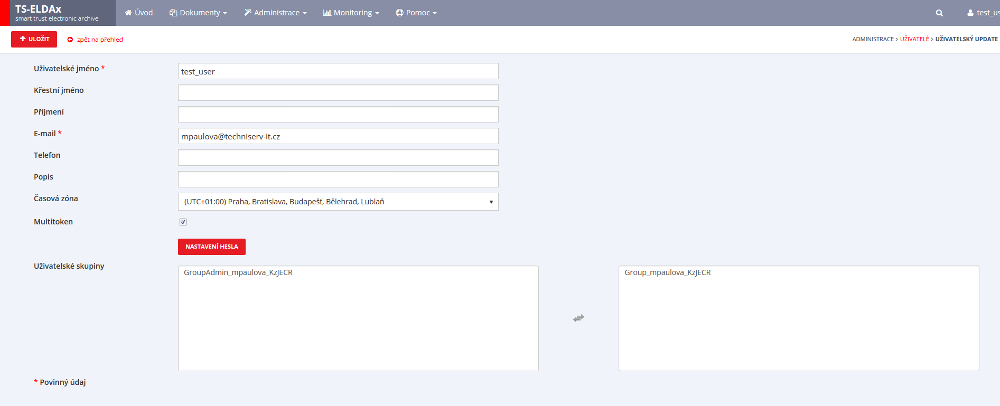 TS-ELDAx
smart trust electronic archive
Úvod
Dokumenty
Administrace
Monitoring
Pomoc
test_us
ULOŽIT
zpět na přehled
ADMINISTRACE > UŽIVATELÉ > UŽIVATELSKÝ UPDATE
Uživatelské jméno *
test_user
Křestní jméno
Příjmení
E-mail *
mpaulova@techniserv-it.cz
Telefon
Popis
Časová zóna
(UTC+01:00) Praha, Bratislava, Budapešť, Bělehrad, Lublaň
Multitoken
NASTAVENÍ HESLA
Uživatelské skupiny
GroupAdmin_mpaulova_KzJECR
Group_mpaulova_KzJECR
* Povinný údaj